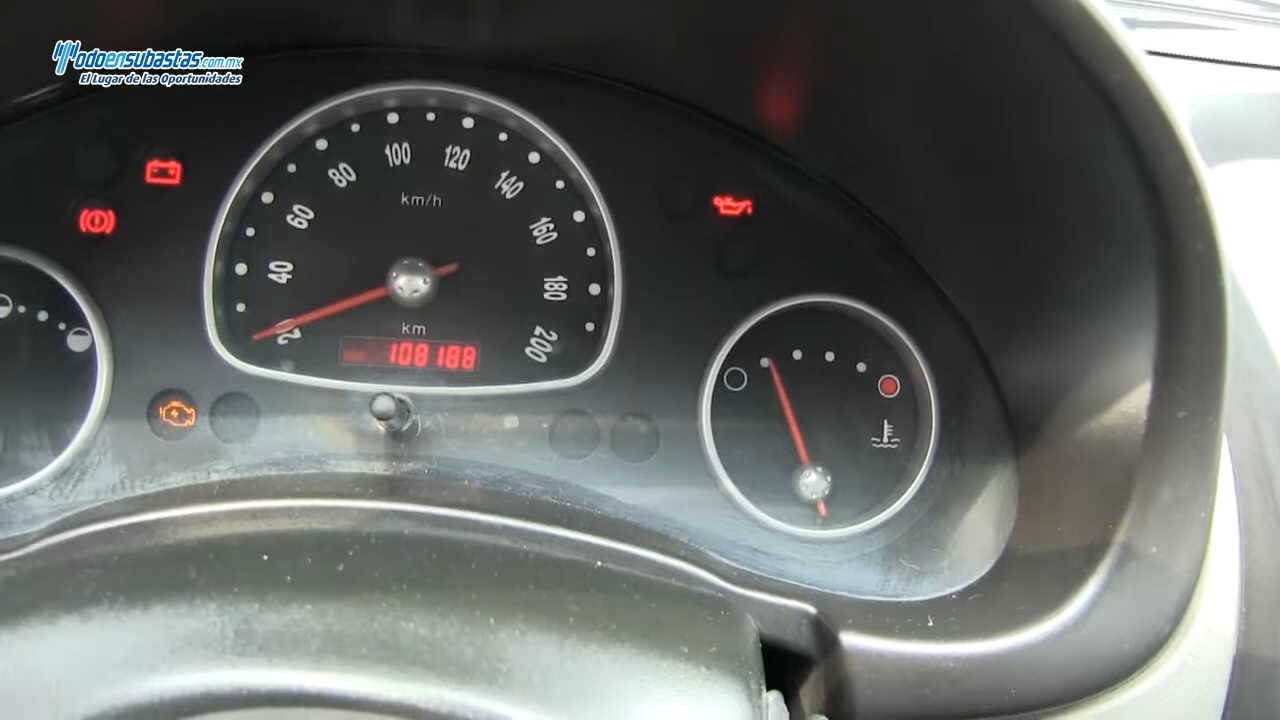 Todoensubastas.com.mx
El Lugar de las Oportunidades
20
40
60
80
100
120
140
160
180
200
km/h
km
108188